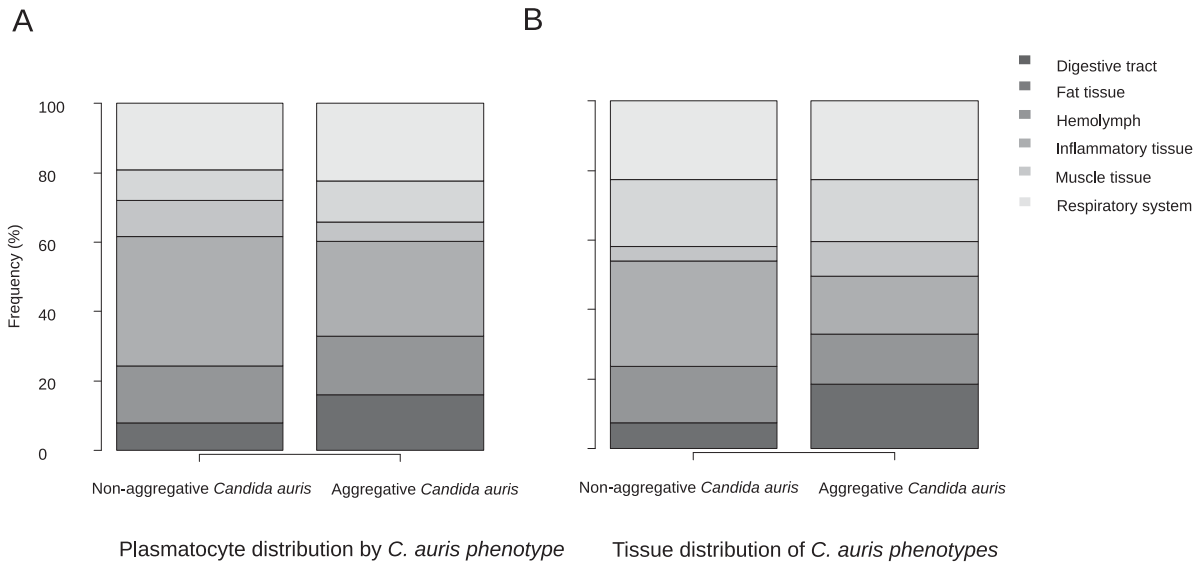 A
B
Digestive tract
Fat tissue
Hemolymph
Inflammatory tissue
Muscle tissue
Respiratory system
Frequency (%)
100
80
60
40
20
0
Non-aggregative Candida auris
Aggregative Candida auris
Non-aggregative Candida auris
Aggregative Candida auris
Plasmatocyte distribution by C. auris phenotype
Tissue distribution of C. auris phenotypes